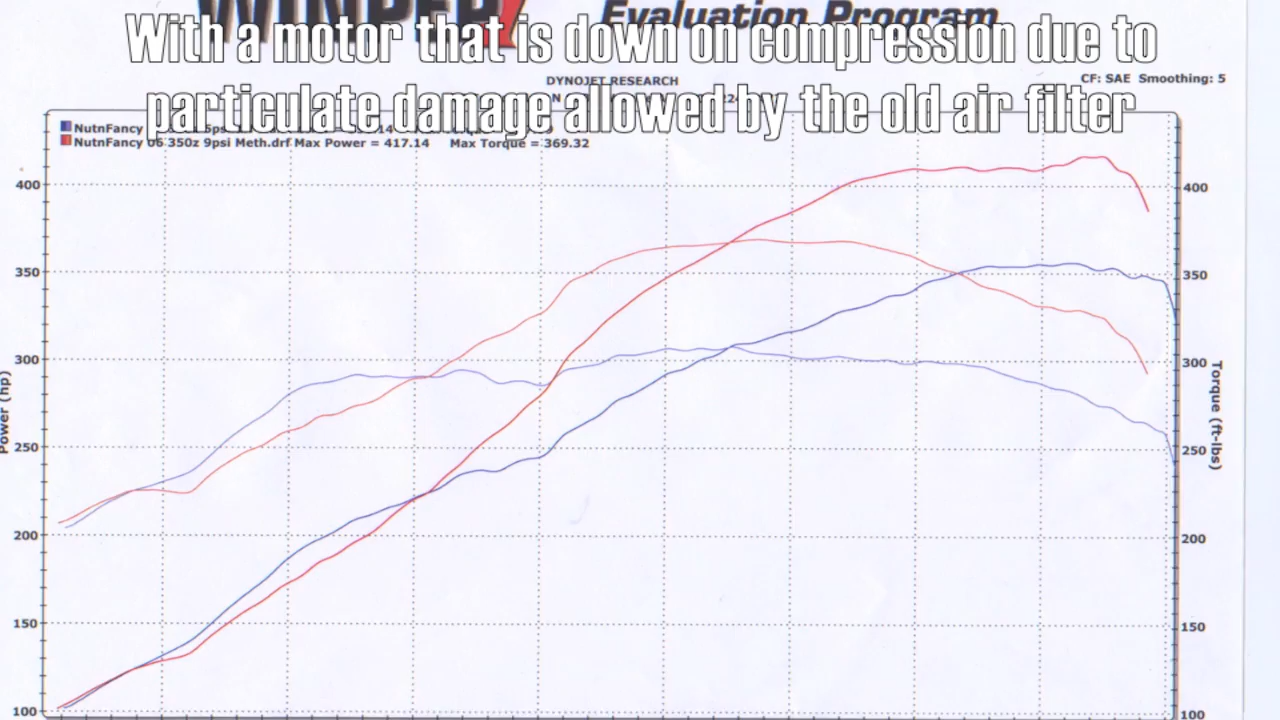 Evaluation Program
With a motor that is down on compression due to
particulate damage allowed by the old air filter
DYNOJET RESEARCH
CF: SAE Smoothing: 5
NutnFancy
NutnFancy 06 350z 9psi Meth.drf Max Power = 417.14 Max Torque = 369.32
400
350
300
250
200
150
100
Power (hp)
400
350
300
250
200
150
100
Torque (ft-lbs)